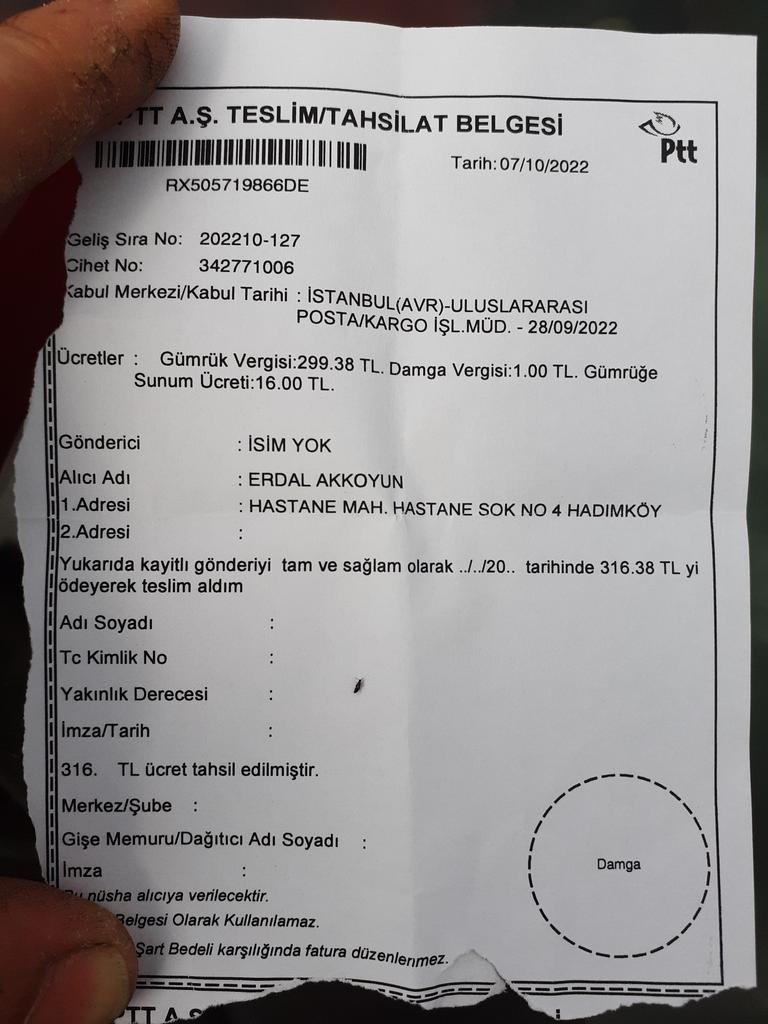 PTT A.Ş. TESLİM/TAHSİLAT BELGESİ
Ptt
Tarih:07/10/2022
RX505719866DE
Geliş Sıra No: 202210-127
Cihet No: 342771006
Kabul Merkezi/Kabul Tarihi : İSTANBUL(AVR)-ULUSLARARASI
POSTA/KARGO İŞL.MÜD. - 28/09/2022
Ücretler : Gümrük Vergisi:299.38 TL. Damga Vergisi:1.00 TL. Gümrüğe
Sunum Ücreti:16.00 TL.
Gönderici : İSİM YOK
Alıcı Adı : ERDAL AKKOYUN
1.Adresi : HASTANE MAH. HASTANE SOK NO 4 HADIMKÖY
2.Adresi :
Yukarıda kayitli gönderiyi tam ve sağlam olarak ../../20.. tarihinde 316.38 TL yi
ödeyerek teslim aldım
Adı Soyadı :
Tc Kimlik No :
Yakınlık Derecesi :
İmza/Tarih :
316. TL ücret tahsil edilmiştir.
Merkez/Şube :
Gişe Memuru/Dağıtıcı Adı Soyadı :
İmza :
Damga
Bu nüsha alıcıya verilecektir.
Belgesi Olarak Kullanılamaz.
Şart Bedeli karşılığında fatura düzenlenmez.
PTT A.Ş